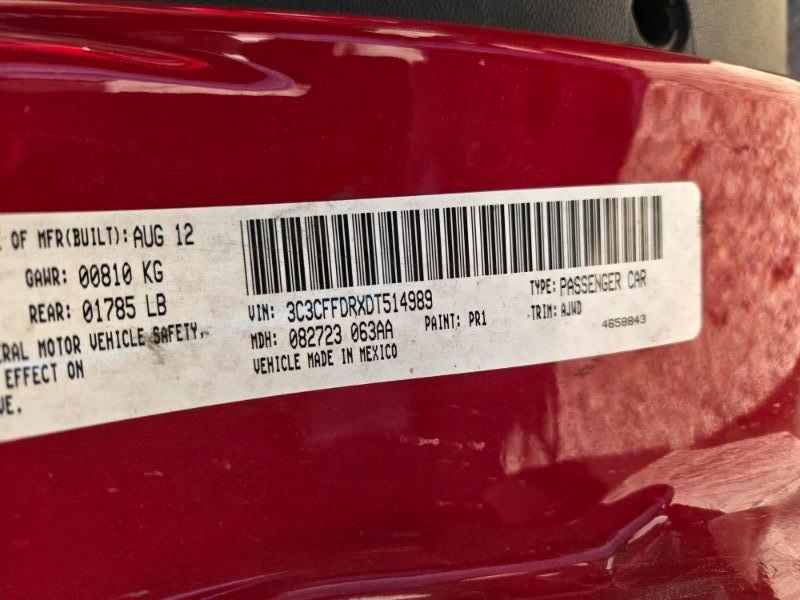 OF MFR(BUILT): AUG 12
GAWR: 00810 KG
REAR: 01785 LB
ERAL MOTOR VEHICLE SAFETY,
EFFECT ON
VE.
VIN: 3C3CFFDRXDT514989
TYPE: PASSENGER CAR
MDH: 082723 063AA
PAINT: PR1
TRIM: AJWD
VEHICLE MADE IN MEXICO
4658843